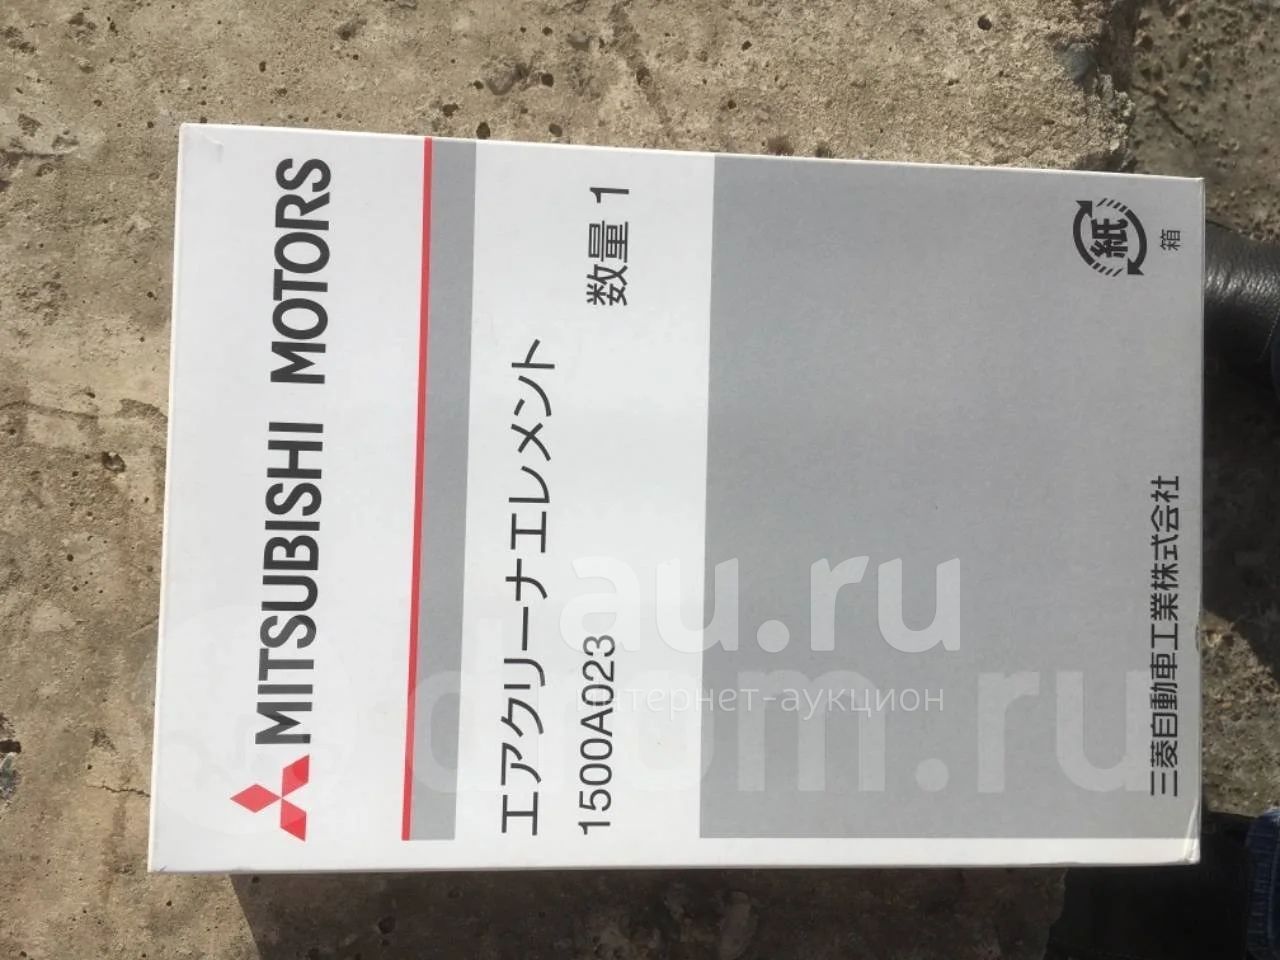 MITSUBISHI MOTORS
エアクリーナエレメント
1500A023 数量 1
紙
箱
三菱自動車工業株式会社
au.ru
интернет-аукцион
drom.ru